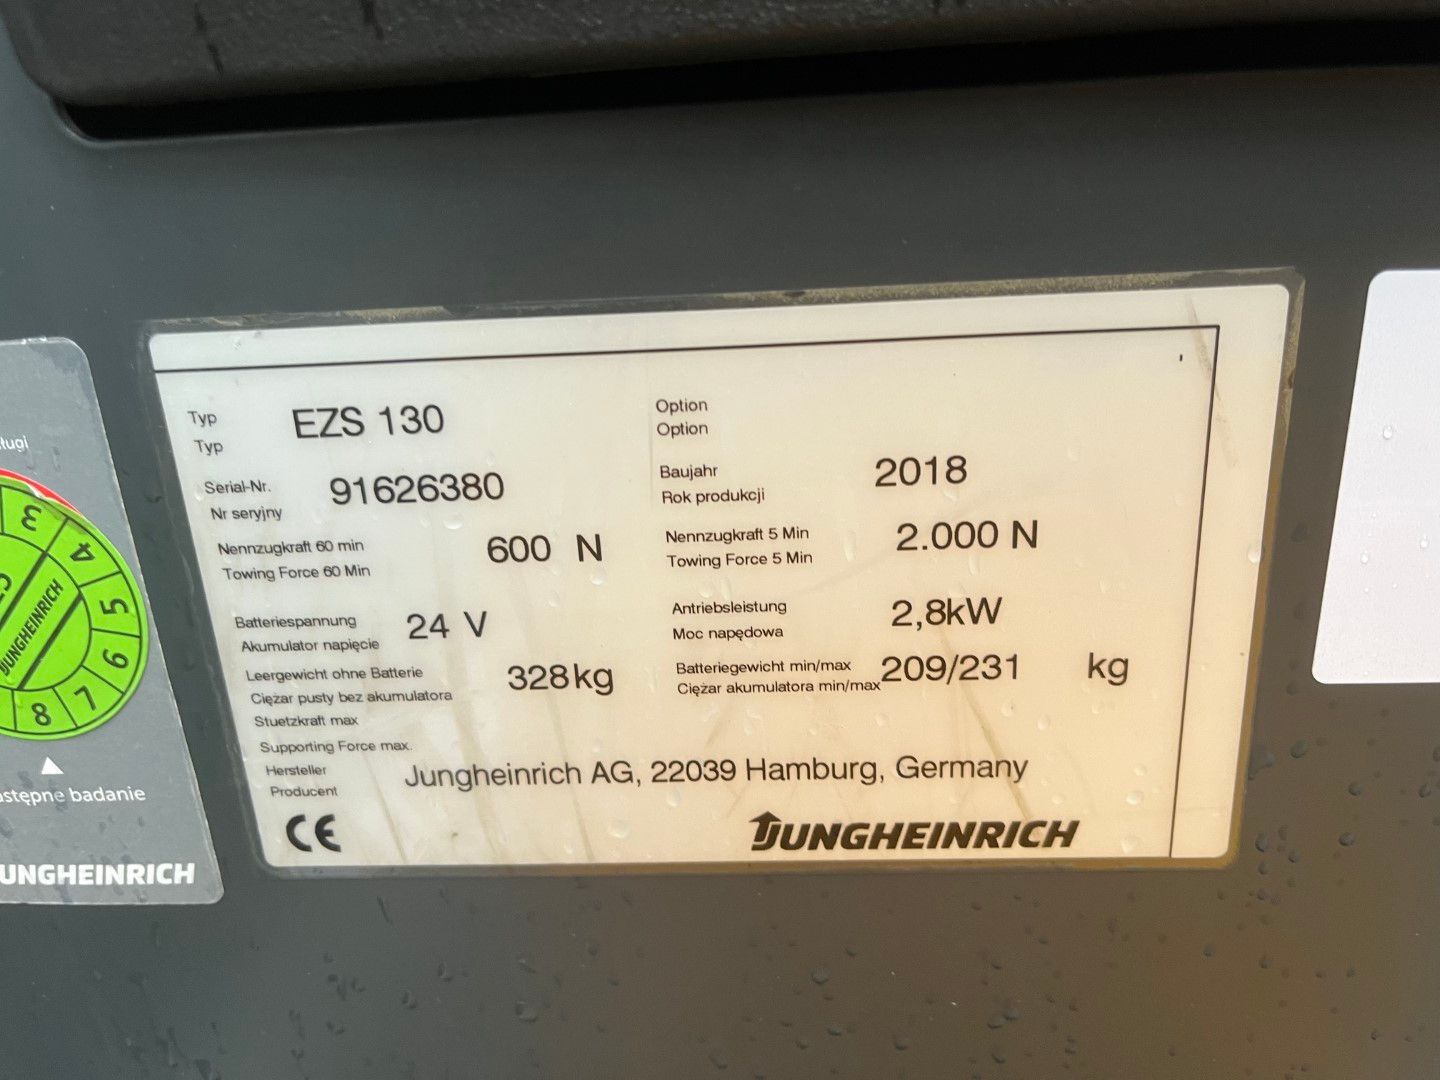 Typ
Typ
EZS 130
Option
Option
Serial-Nr.
Nr seryjny
91626380
Baujahr
Rok produkcji
2018
Nennzugkraft 60 min
Towing Force 60 Min
600 N
Nennzugkraft 5 Min
Towing Force 5 Min
2.000 N
Batteriespannung
Akumulator napięcie
24 V
Antriebsleistung
Moc napędowa
2,8kW
Leergewicht ohne Batterie
Ciężar pusty bez akumulatora
328kg
Batteriegewicht min/max
Ciężar akumulatora min/max
209/231 kg
Stuetzkraft max
Supporting Force max.
Hersteller
Producent
Jungheinrich AG, 22039 Hamburg, Germany
CE
JUNGHEINRICH
3
4
5
6
7
8
JUNGHEINRICH
badanie
JUNGHEINRICH